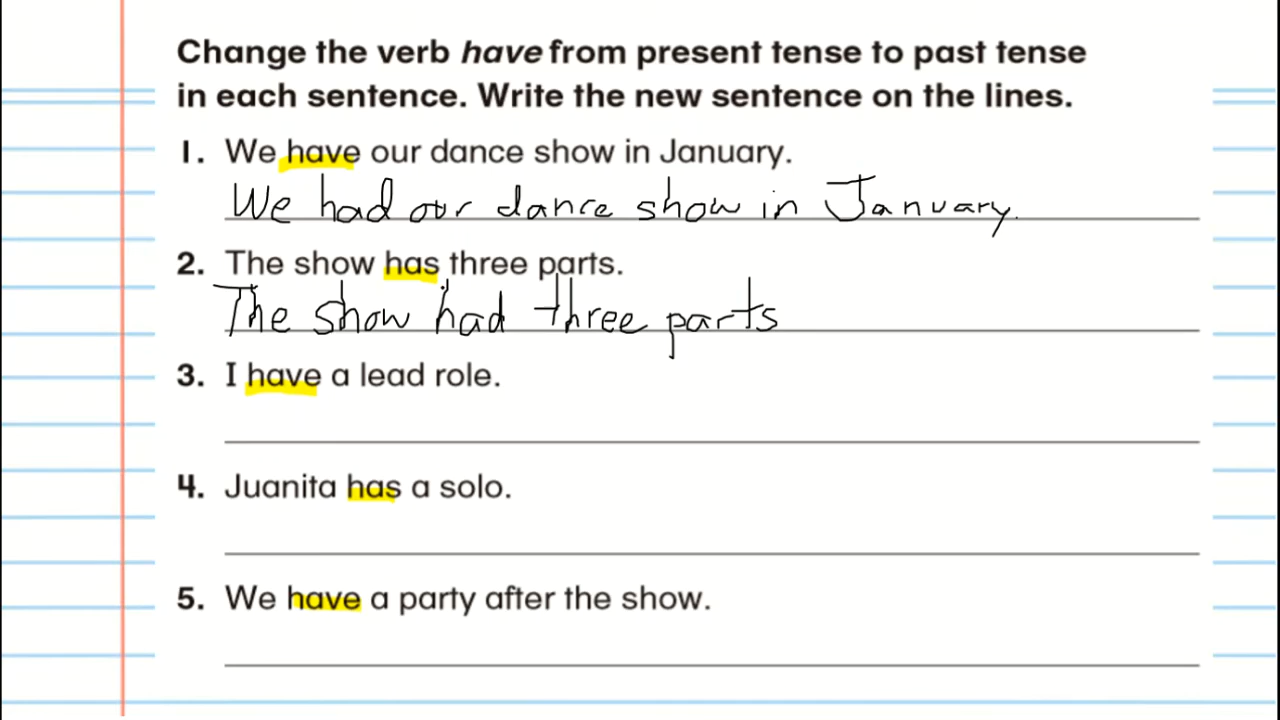 Change the verb have from present tense to past tense
in each sentence. Write the new sentence on the lines.
1. We have our dance show in January.
We had our dance show in January.
2. The show has three parts.
The show had three parts
3. I have a lead role.
4. Juanita has a solo.
5. We have a party after the show.